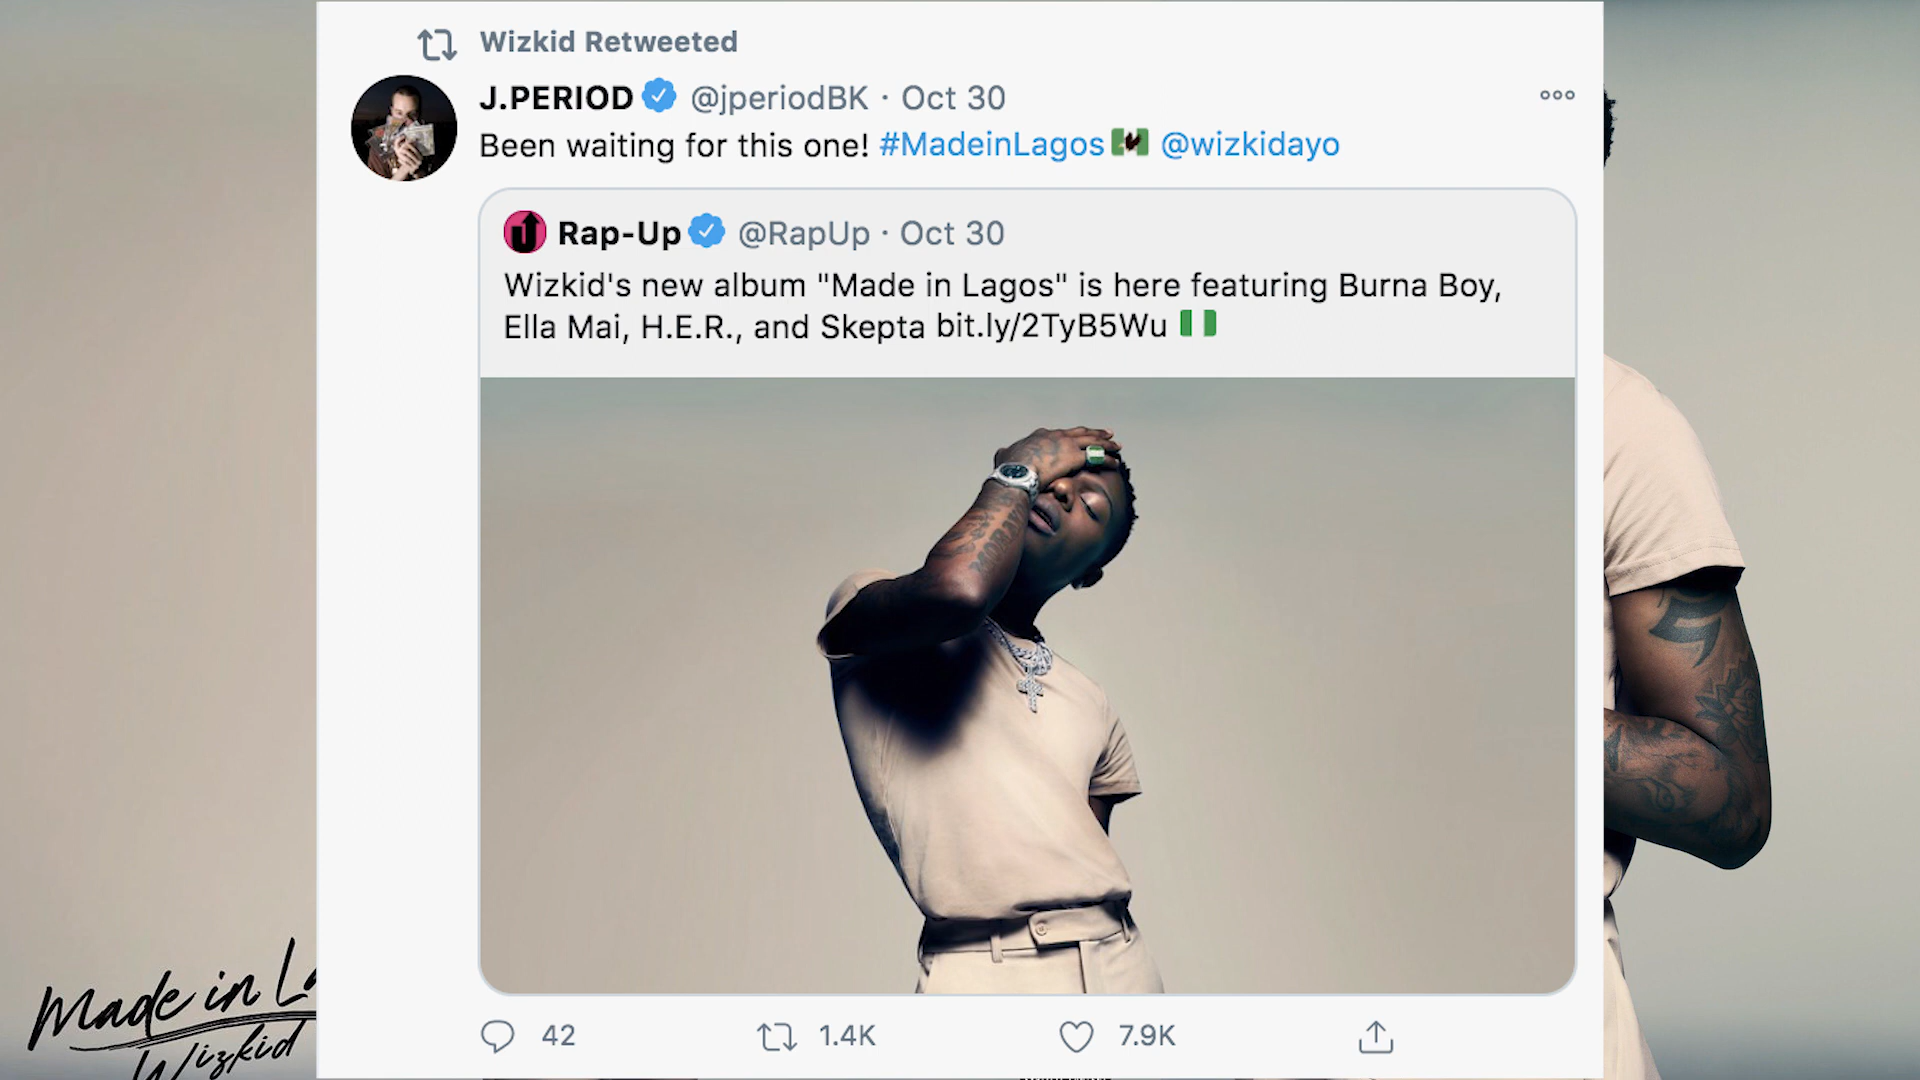 Wizkid Retweeted
J.PERIOD @jperiodBK · Oct 30
Been waiting for this one! #MadeinLagos @wizkidayo
Rap-Up @RapUp · Oct 30
Wizkid's new album "Made in Lagos" is here featuring Burna Boy,
Ella Mai, H.E.R., and Skepta bit.ly/2TyB5Wu
42 1.4K 7.9K
Made in La
Wizkid